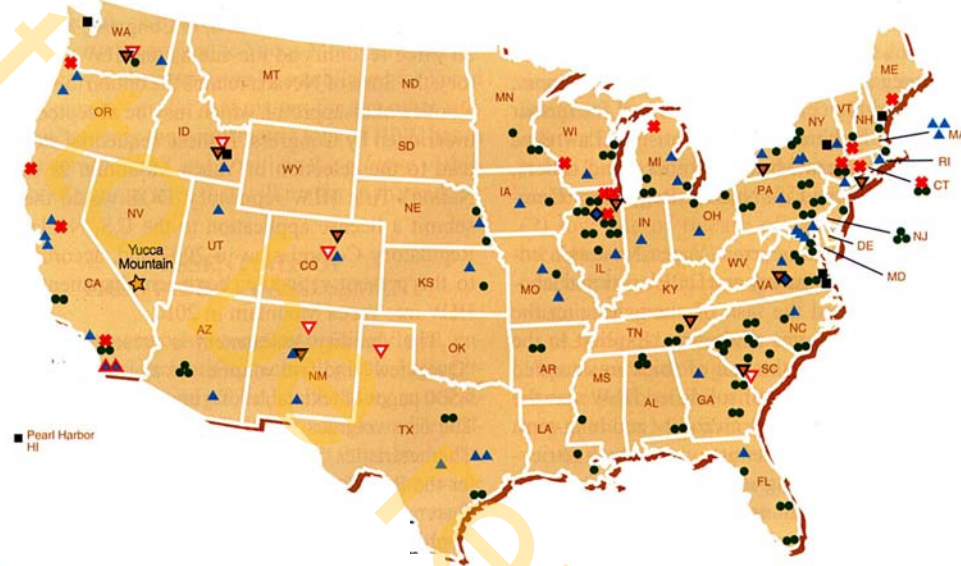 WA
MT
ND
MN
ME
VT
NH
NY
MA
RI
CT
OR
ID
SD
WI
MI
WY
IA
PA
NE
NV
UT
Yucca
Mountain
CA
CO
KS
IL
IN
OH
NJ
DE
MD
WV
VA
MO
KY
NC
TN
AZ
NM
OK
AR
SC
MS
AL
GA
TX
LA
FL
Pearl Harbor
HI